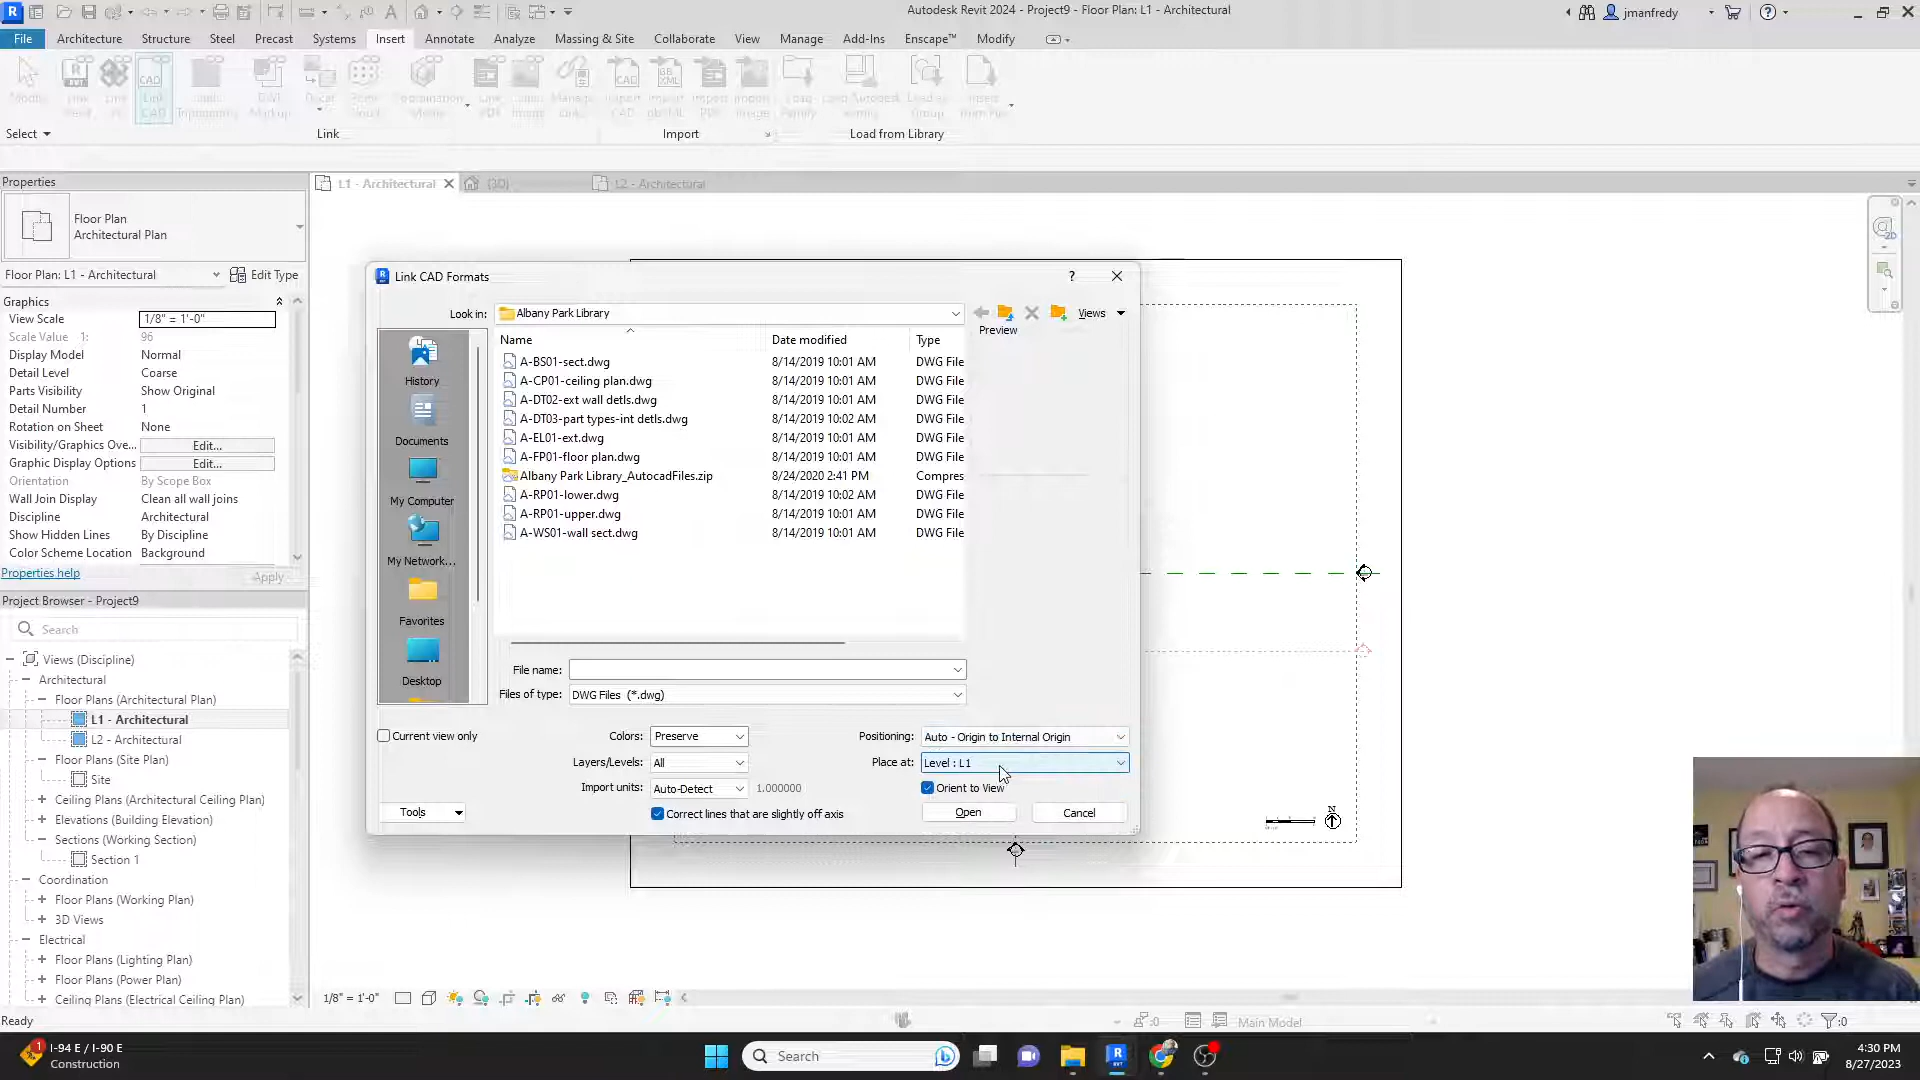 Autodesk Revit 2024 - Project9 - Floor Plan: L1 - Architectural
jmanfredy
File Architecture Structure Steel Precast Systems Insert Annotate Analyze Massing & Site Collaborate View Manage Add-Ins Enscape™ Modify
Select
Link
Import
Load from Library
Properties
L1 - Architectural
L2 - Architectural
Floor Plan
Architectural Plan
Floor Plan: L1 - Architectural
Edit Type
Graphics
View Scale 1/8" = 1'-0"
Scale Value 1: 96
Display Model Normal
Detail Level Coarse
Parts Visibility Show Original
Detail Number 1
Rotation on Sheet None
Visibility/Graphics Ove... Edit...
Graphic Display Options Edit...
Orientation By Scope Box
Wall Join Display Clean all wall joins
Discipline Architectural
Show Hidden Lines By Discipline
Color Scheme Location Background
Properties help
Apply
Project Browser - Project9
Search
Views (Discipline)
Architectural
Floor Plans (Architectural Plan)
L1 - Architectural
L2 - Architectural
Floor Plans (Site Plan)
Site
Ceiling Plans (Architectural Ceiling Plan)
Elevations (Building Elevation)
Sections (Working Section)
Section 1
Coordination
Floor Plans (Working Plan)
3D Views
Electrical
Floor Plans (Lighting Plan)
Floor Plans (Power Plan)
Ceiling Plans (Electrical Ceiling Plan)
Link CAD Formats
Look in: Albany Park Library
Views
Preview
History
Documents
My Computer
My Network...
Favorites
Desktop
Name Date modified Type
A-BS01-sect.dwg 8/14/2019 10:01 AM DWG File
A-CP01-ceiling plan.dwg 8/14/2019 10:01 AM DWG File
A-DT02-ext wall detls.dwg 8/14/2019 10:01 AM DWG File
A-DT03-part types-int detls.dwg 8/14/2019 10:02 AM DWG File
A-EL01-ext.dwg 8/14/2019 10:01 AM DWG File
A-FP01-floor plan.dwg 8/14/2019 10:01 AM DWG File
Albany Park Library_AutocadFiles.zip 8/24/2020 2:41 PM Compres
A-RP01-lower.dwg 8/14/2019 10:02 AM DWG File
A-RP01-upper.dwg 8/14/2019 10:01 AM DWG File
A-WS01-wall sect.dwg 8/14/2019 10:01 AM DWG File
File name:
Files of type: DWG Files (*.dwg)
Current view only
Colors: Preserve
Positioning: Auto - Origin to Internal Origin
Layers/Levels: All
Place at: Level : L1
Import units: Auto-Detect 1.000000
Orient to View
Tools
Correct lines that are slightly off axis
Open
Cancel
N
1/8" = 1'-0"
Ready
:0
Main Model
:0
I-94 E / I-90 E
Construction
Search
4:30 PM
8/27/2023